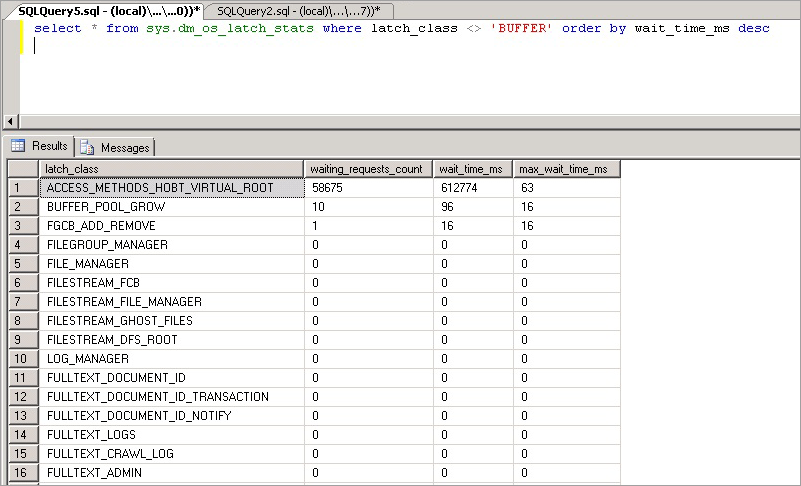 SQLQuery5.sql - (local)\...\...0))* SQLQuery2.sql - (local)\...\...7))*
select * from sys.dm_os_latch_stats where latch_class <> 'BUFFER' order by wait_time_ms desc
Results Messages
latch_class waiting_requests_count wait_time_ms max_wait_time_ms
1 ACCESS_METHODS_HOBT_VIRTUAL_ROOT 58675 612774 63
2 BUFFER_POOL_GROW 10 96 16
3 FGCB_ADD_REMOVE 1 16 16
4 FILEGROUP_MANAGER 0 0 0
5 FILE_MANAGER 0 0 0
6 FILESTREAM_FCB 0 0 0
7 FILESTREAM_FILE_MANAGER 0 0 0
8 FILESTREAM_GHOST_FILES 0 0 0
9 FILESTREAM_DFS_ROOT 0 0 0
10 LOG_MANAGER 0 0 0
11 FULLTEXT_DOCUMENT_ID 0 0 0
12 FULLTEXT_DOCUMENT_ID_TRANSACTION 0 0 0
13 FULLTEXT_DOCUMENT_ID_NOTIFY 0 0 0
14 FULLTEXT_LOGS 0 0 0
15 FULLTEXT_CRAWL_LOG 0 0 0
16 FULLTEXT_ADMIN 0 0 0